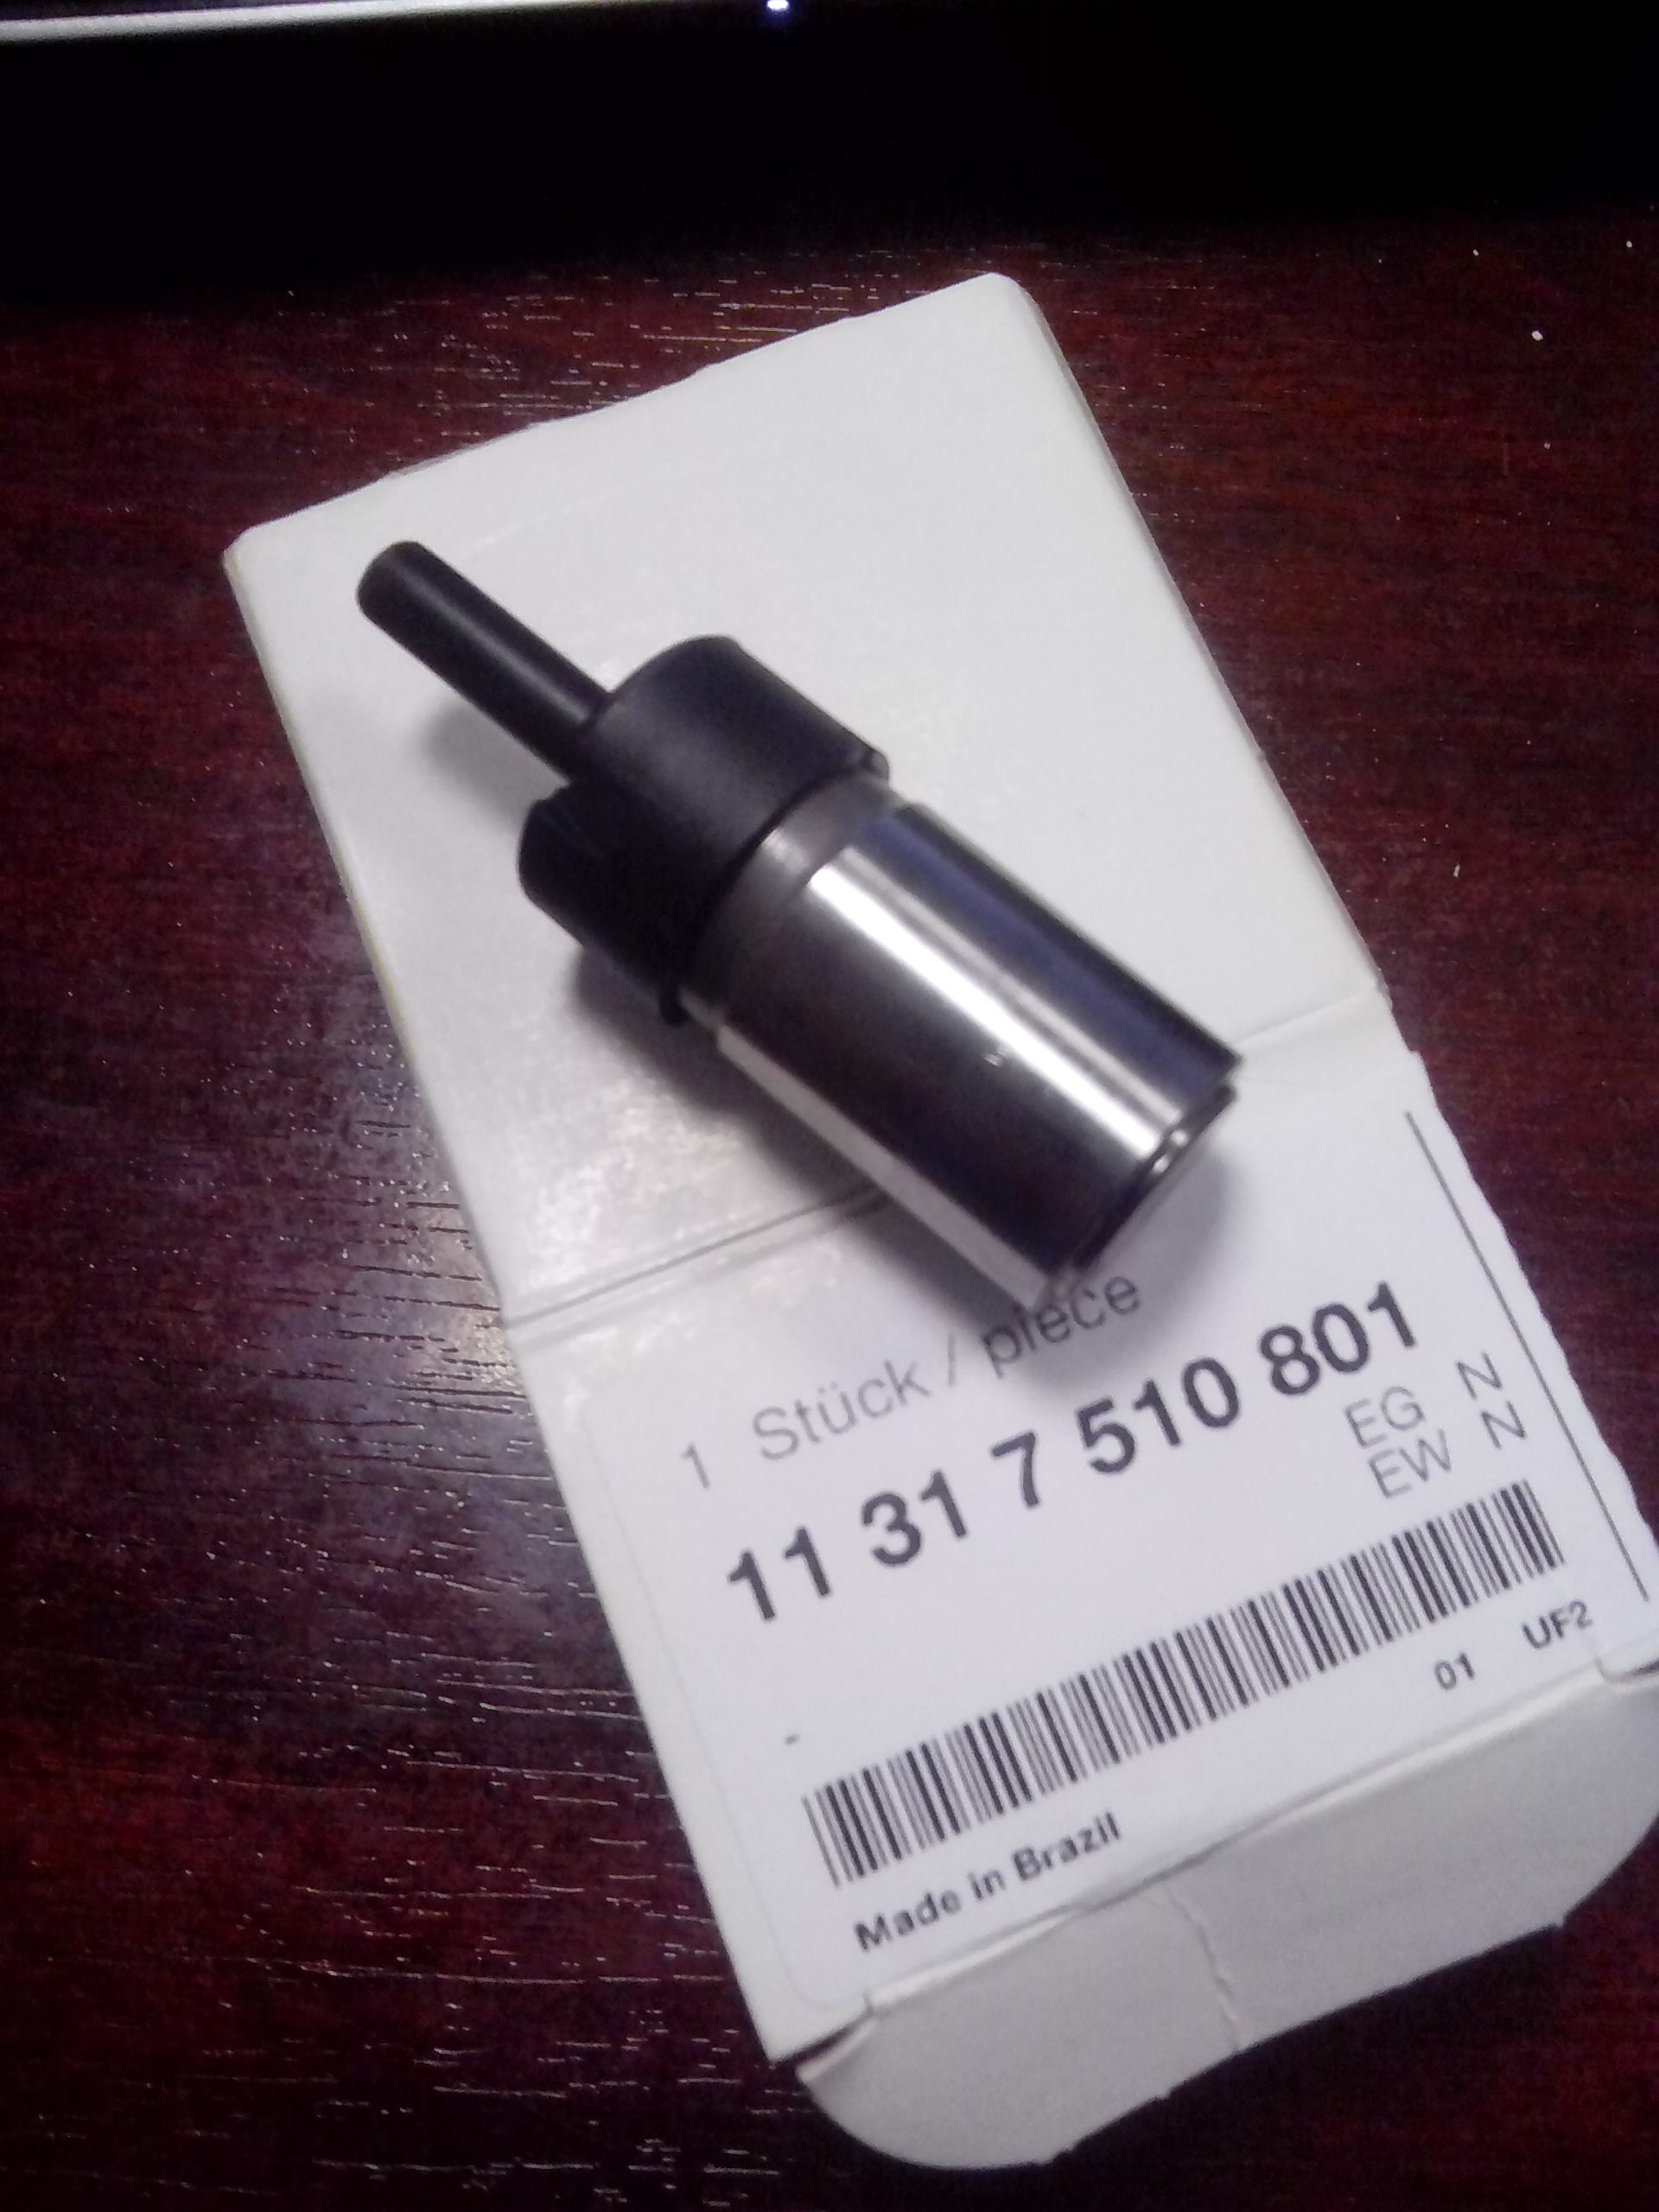 1 Stück / piece
11 31 7 510 801
EG N
EW N
-
01 UF2
Made in Brazil